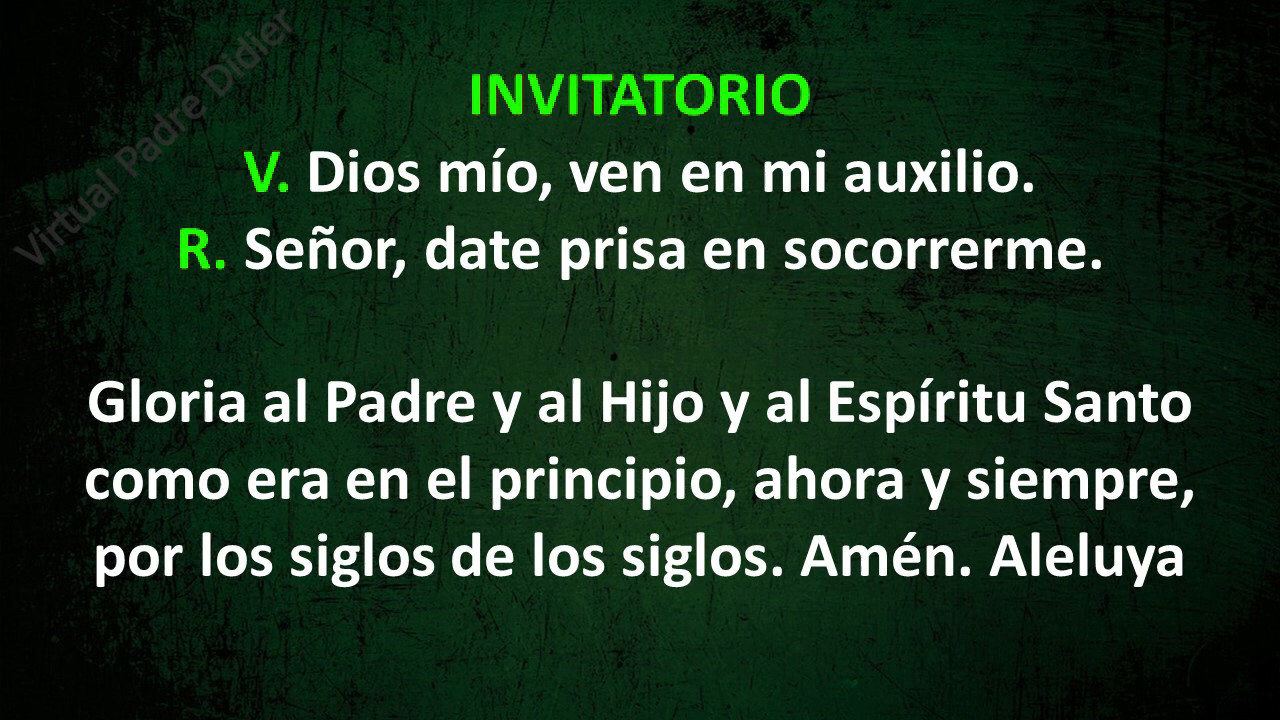 Virtual Padre Didier
INVITATORIO
V. Dios mío, ven en mi auxilio.
R. Señor, date prisa en socorrerme.
Gloria al Padre y al Hijo y al Espíritu Santo
como era en el principio, ahora y siempre,
por los siglos de los siglos. Amén. Aleluya